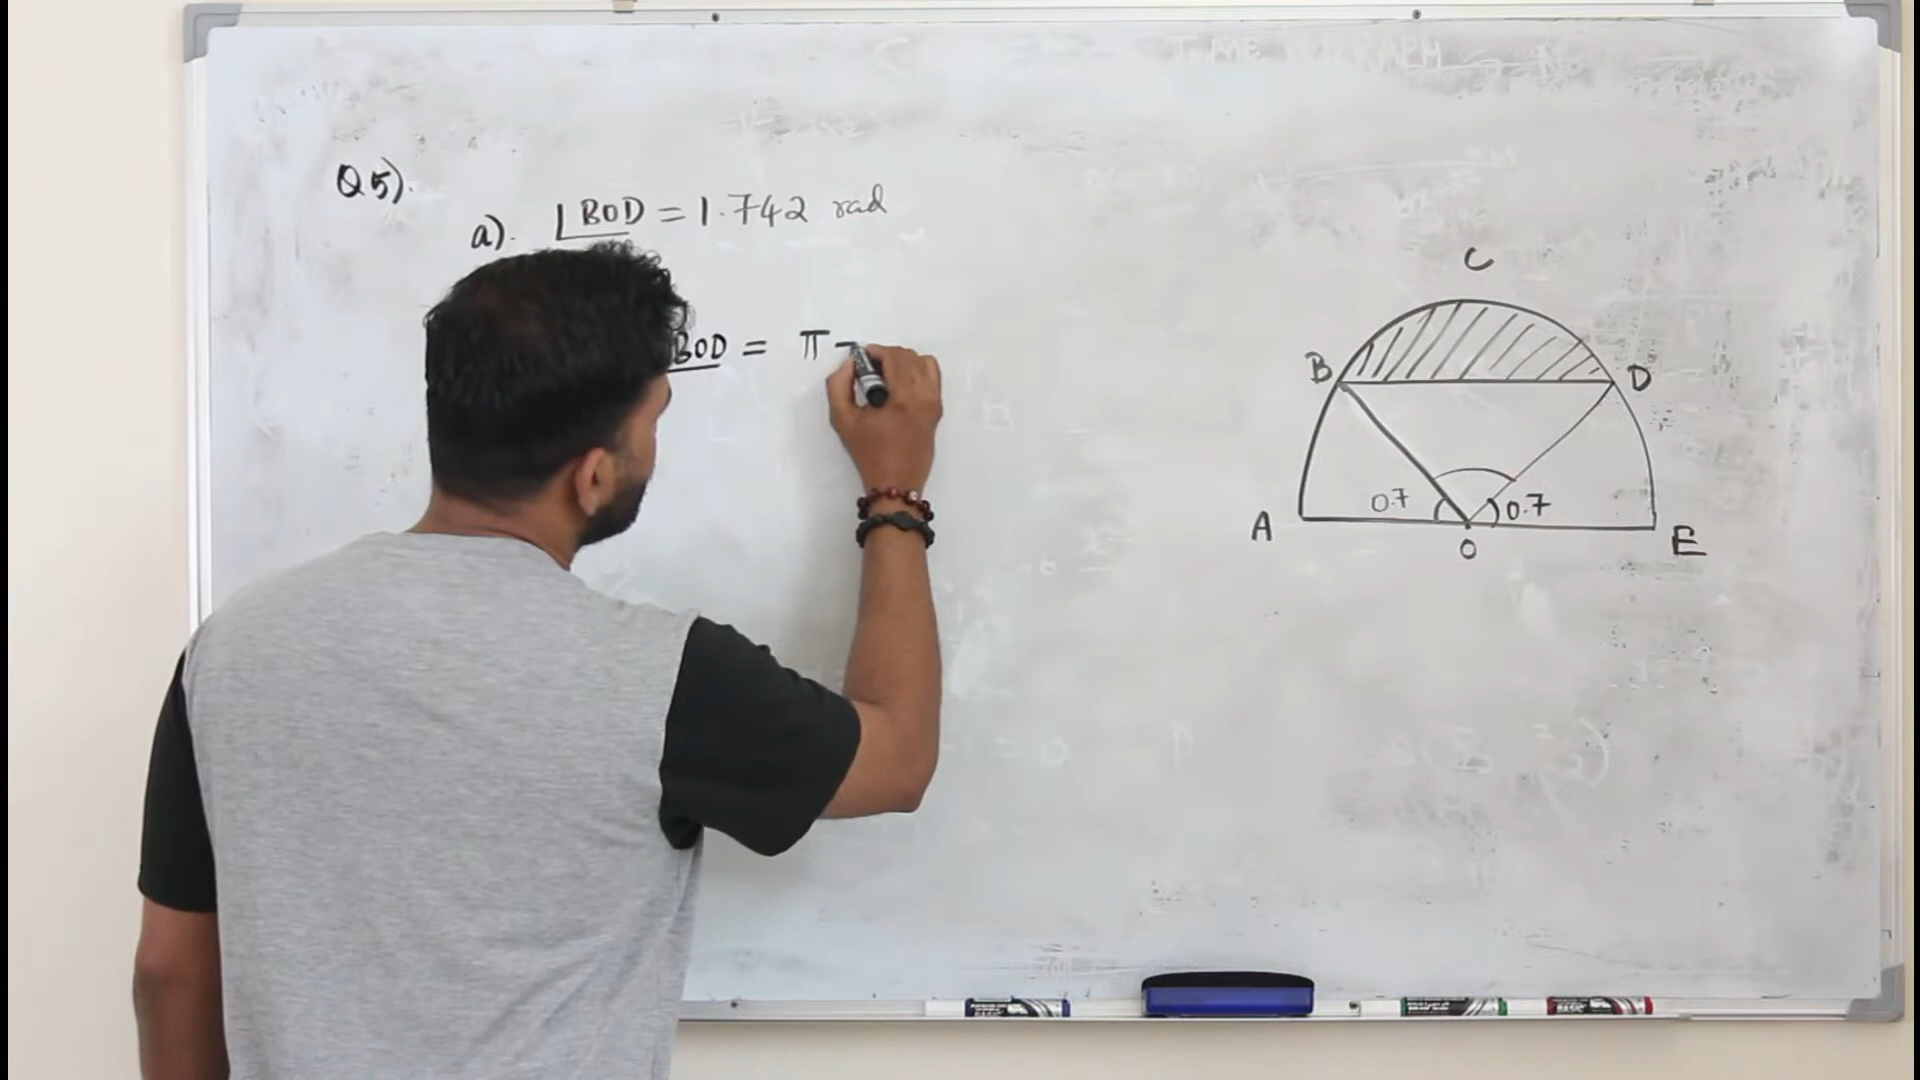 Q5).
a). ∠BOD = 1.742 rad
BOD = π -
C
B D
0.7 0.7
A O E